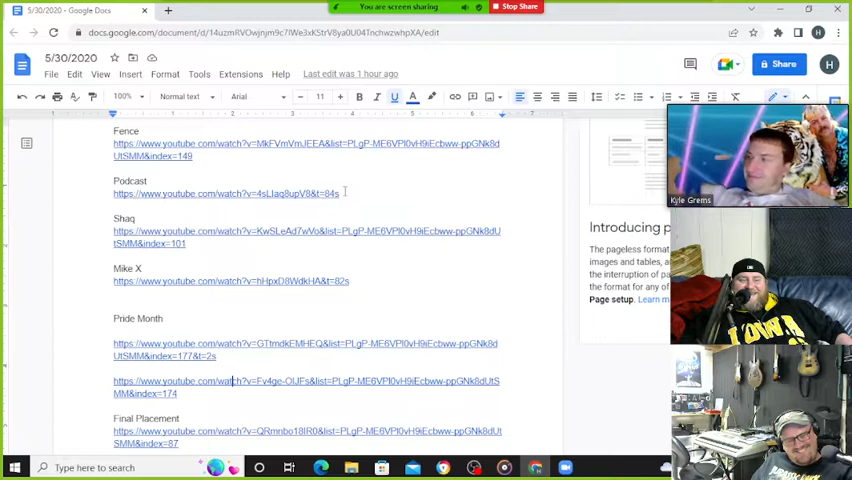 5/30/2020 - Google Docs
You are screen sharing
Stop Share
docs.google.com/document/d/14uzmRVOwjnjm9c7IWe3xKStrV8ya0U04TnchwzwhpXA/edit
5/30/2020
File Edit View Insert Format Tools Extensions Help Last edit was 1 hour ago
Share
100% Normal text Arial 11
Fence
https://www.youtube.com/watch?v=MkFVmVmJEEA&list=PLgP-ME6VPl0vH9iEcbww-ppGNk8d
UtSMM&index=149
Podcast
https://www.youtube.com/watch?v=4sLIaq8upV8&t=84s
Shaq
https://www.youtube.com/watch?v=KwSLeAd7wVo&list=PLgP-ME6VPl0vH9iEcbww-ppGNk8dU
tSMM&index=101
Mike X
https://www.youtube.com/watch?v=hHpxD8WdkHA&t=82s
Pride Month
https://www.youtube.com/watch?v=GTtmdkEMHEQ&list=PLgP-ME6VPl0vH9iEcbww-ppGNk8d
UtSMM&index=177&t=2s
https://www.youtube.com/watch?v=Fv4ge-OIJFs&list=PLgP-ME6VPl0vH9iEcbww-ppGNk8dUtS
MM&index=174
Final Placement
https://www.youtube.com/watch?v=QRmnbo18IR0&list=PLgP-ME6VPl0vH9iEcbww-ppGNk8dUt
SMM&index=87
Introducing
The pageless format
images and tables, a
the interruption of pa
the format for any of
Page setup. Learn
Kyle Grems
IOWA
Type here to search